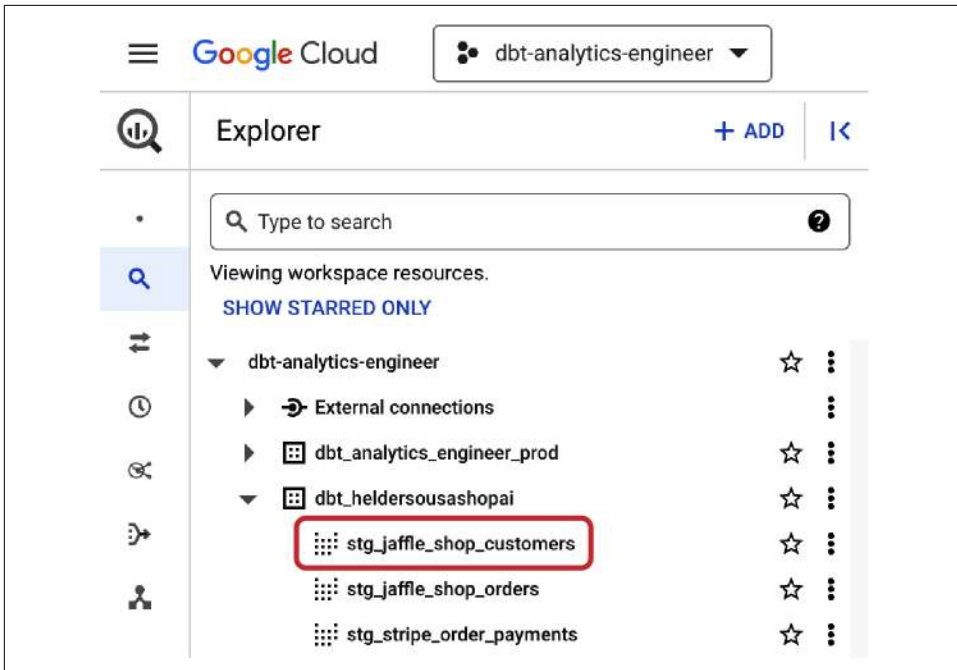 Google Cloud
dbt-analytics-engineer
Explorer
+ ADD
Type to search
Viewing workspace resources.
SHOW STARRED ONLY
dbt-analytics-engineer
External connections
dbt_analytics_engineer_prod
dbt_heldersousashopai
stg_jaffle_shop_customers
stg_jaffle_shop_orders
stg_stripe_order_payments